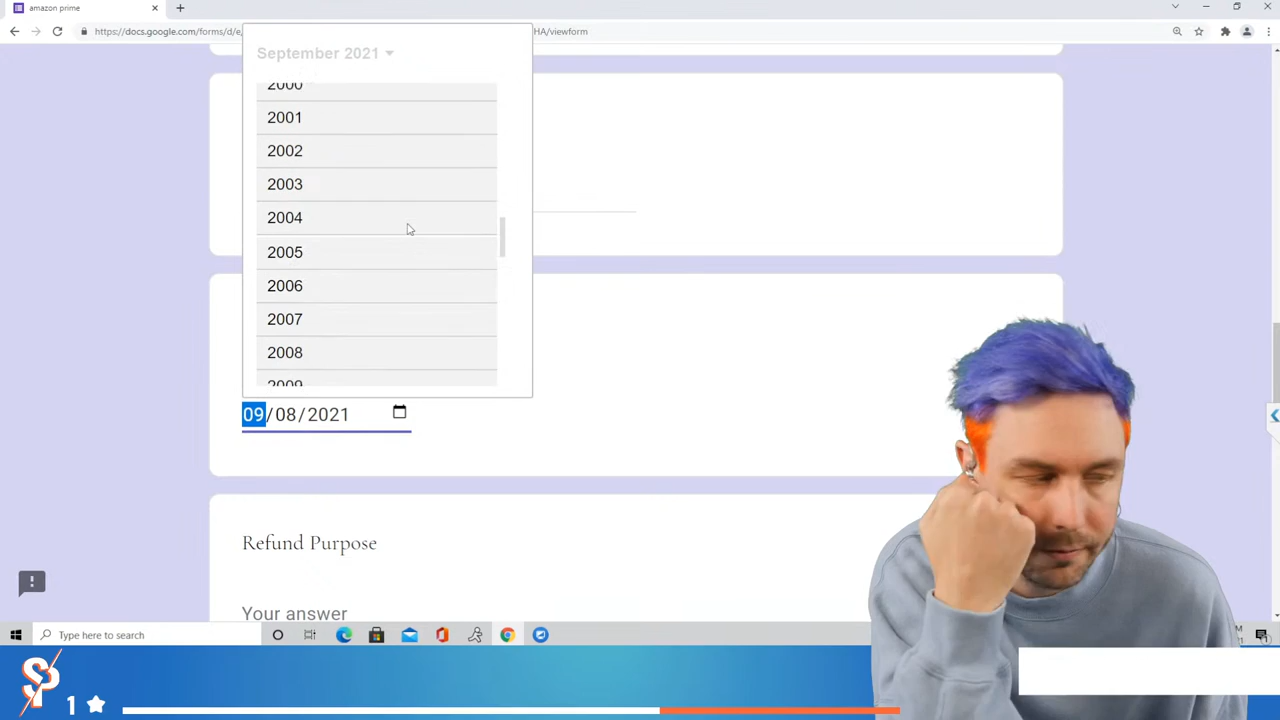 amazon prime
https://docs.google.com/forms/d/e,
HA/viewform
September 2021
2000
2001
2002
2003
2004
2005
2006
2007
2008
2009
09/08/2021
Refund Purpose
Your answer
Type here to search
SP
1